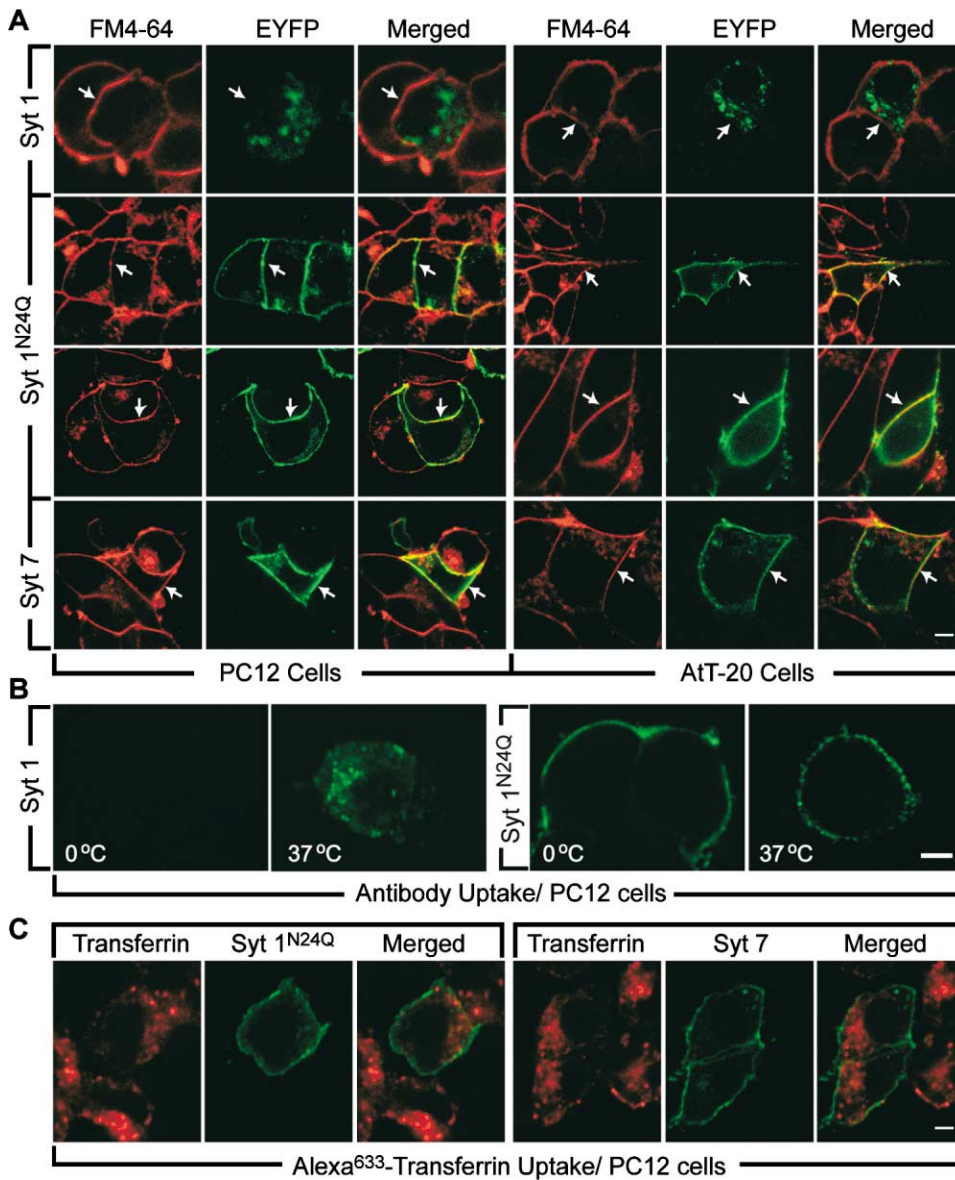 A
FM4-64 EYFP Merged FM4-64 EYFP Merged
Syt 1
Syt 1N24Q
Syt 7
PC12 Cells AtT-20 Cells
B
Syt 1
0 ºC
37 ºC
Syt 1N24Q
0 ºC
37 ºC
Antibody Uptake/ PC12 cells
C
Transferrin Syt 1N24Q Merged Transferrin Syt 7 Merged
Alexa633-Transferrin Uptake/ PC12 cells